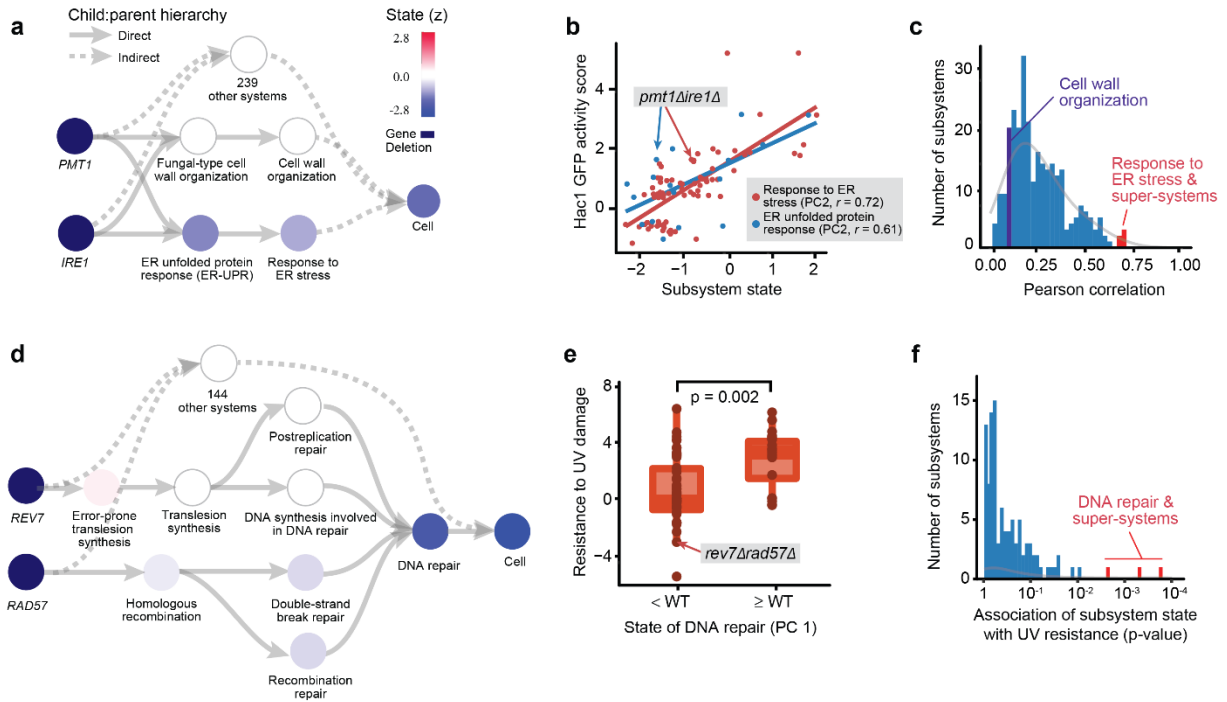 a
Child:parent hierarchy
Direct
Indirect
State (z)
2.8
0.0
-2.8
Gene
Deletion
239
other systems
PMT1
Fungal-type cell
wall organization
Cell wall
organization
Cell
IRE1
ER unfolded protein
response (ER-UPR)
Response to
ER stress
b
Hac1 GFP activity score
6
4
2
0
pmt1Δire1Δ
Response to ER
stress (PC2, r = 0.72)
ER unfolded protein
response (PC2, r = 0.61)
-2
-1
0
1
2
Subsystem state
c
Number of subsystems
30
20
10
0
Cell wall
organization
Response to
ER stress &
super-systems
0.00
0.25
0.50
0.75
1.00
Pearson correlation
d
144
other systems
Postreplication
repair
REV7
Error-prone
translesion
synthesis
Translesion
synthesis
DNA synthesis involved
in DNA repair
DNA repair
Cell
RAD57
Homologous
recombination
Double-strand
break repair
Recombination
repair
e
Resistance to UV damage
8
4
0
−4
p = 0.002
rev7Δrad57Δ
< WT
≥ WT
State of DNA repair (PC 1)
f
Number of subsystems
15
10
5
0
DNA repair &
super-systems
1
10-1
10-2
10-3
10-4
Association of subsystem state
with UV resistance (p-value)